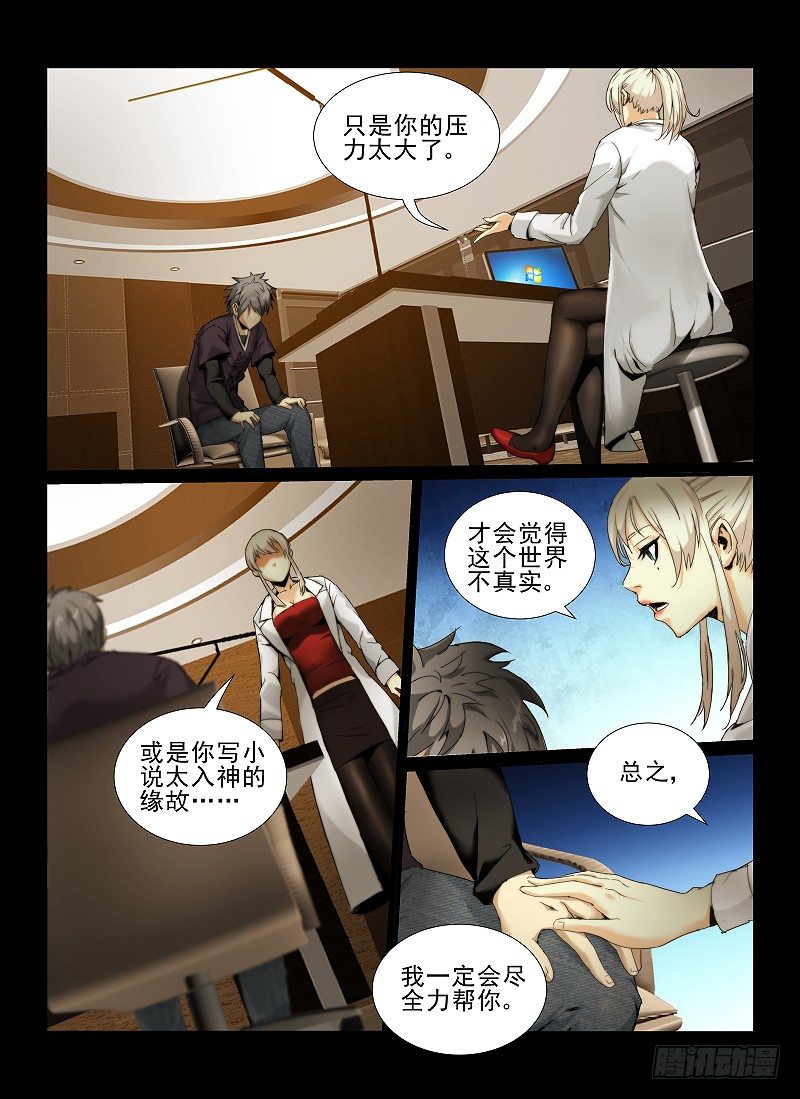 只是你的压
力太大了。
或是你写小
说太入神的
缘故……
才会觉得
这个世界
不真实。
总之，
我一定会尽
全力帮你。
腾讯动漫